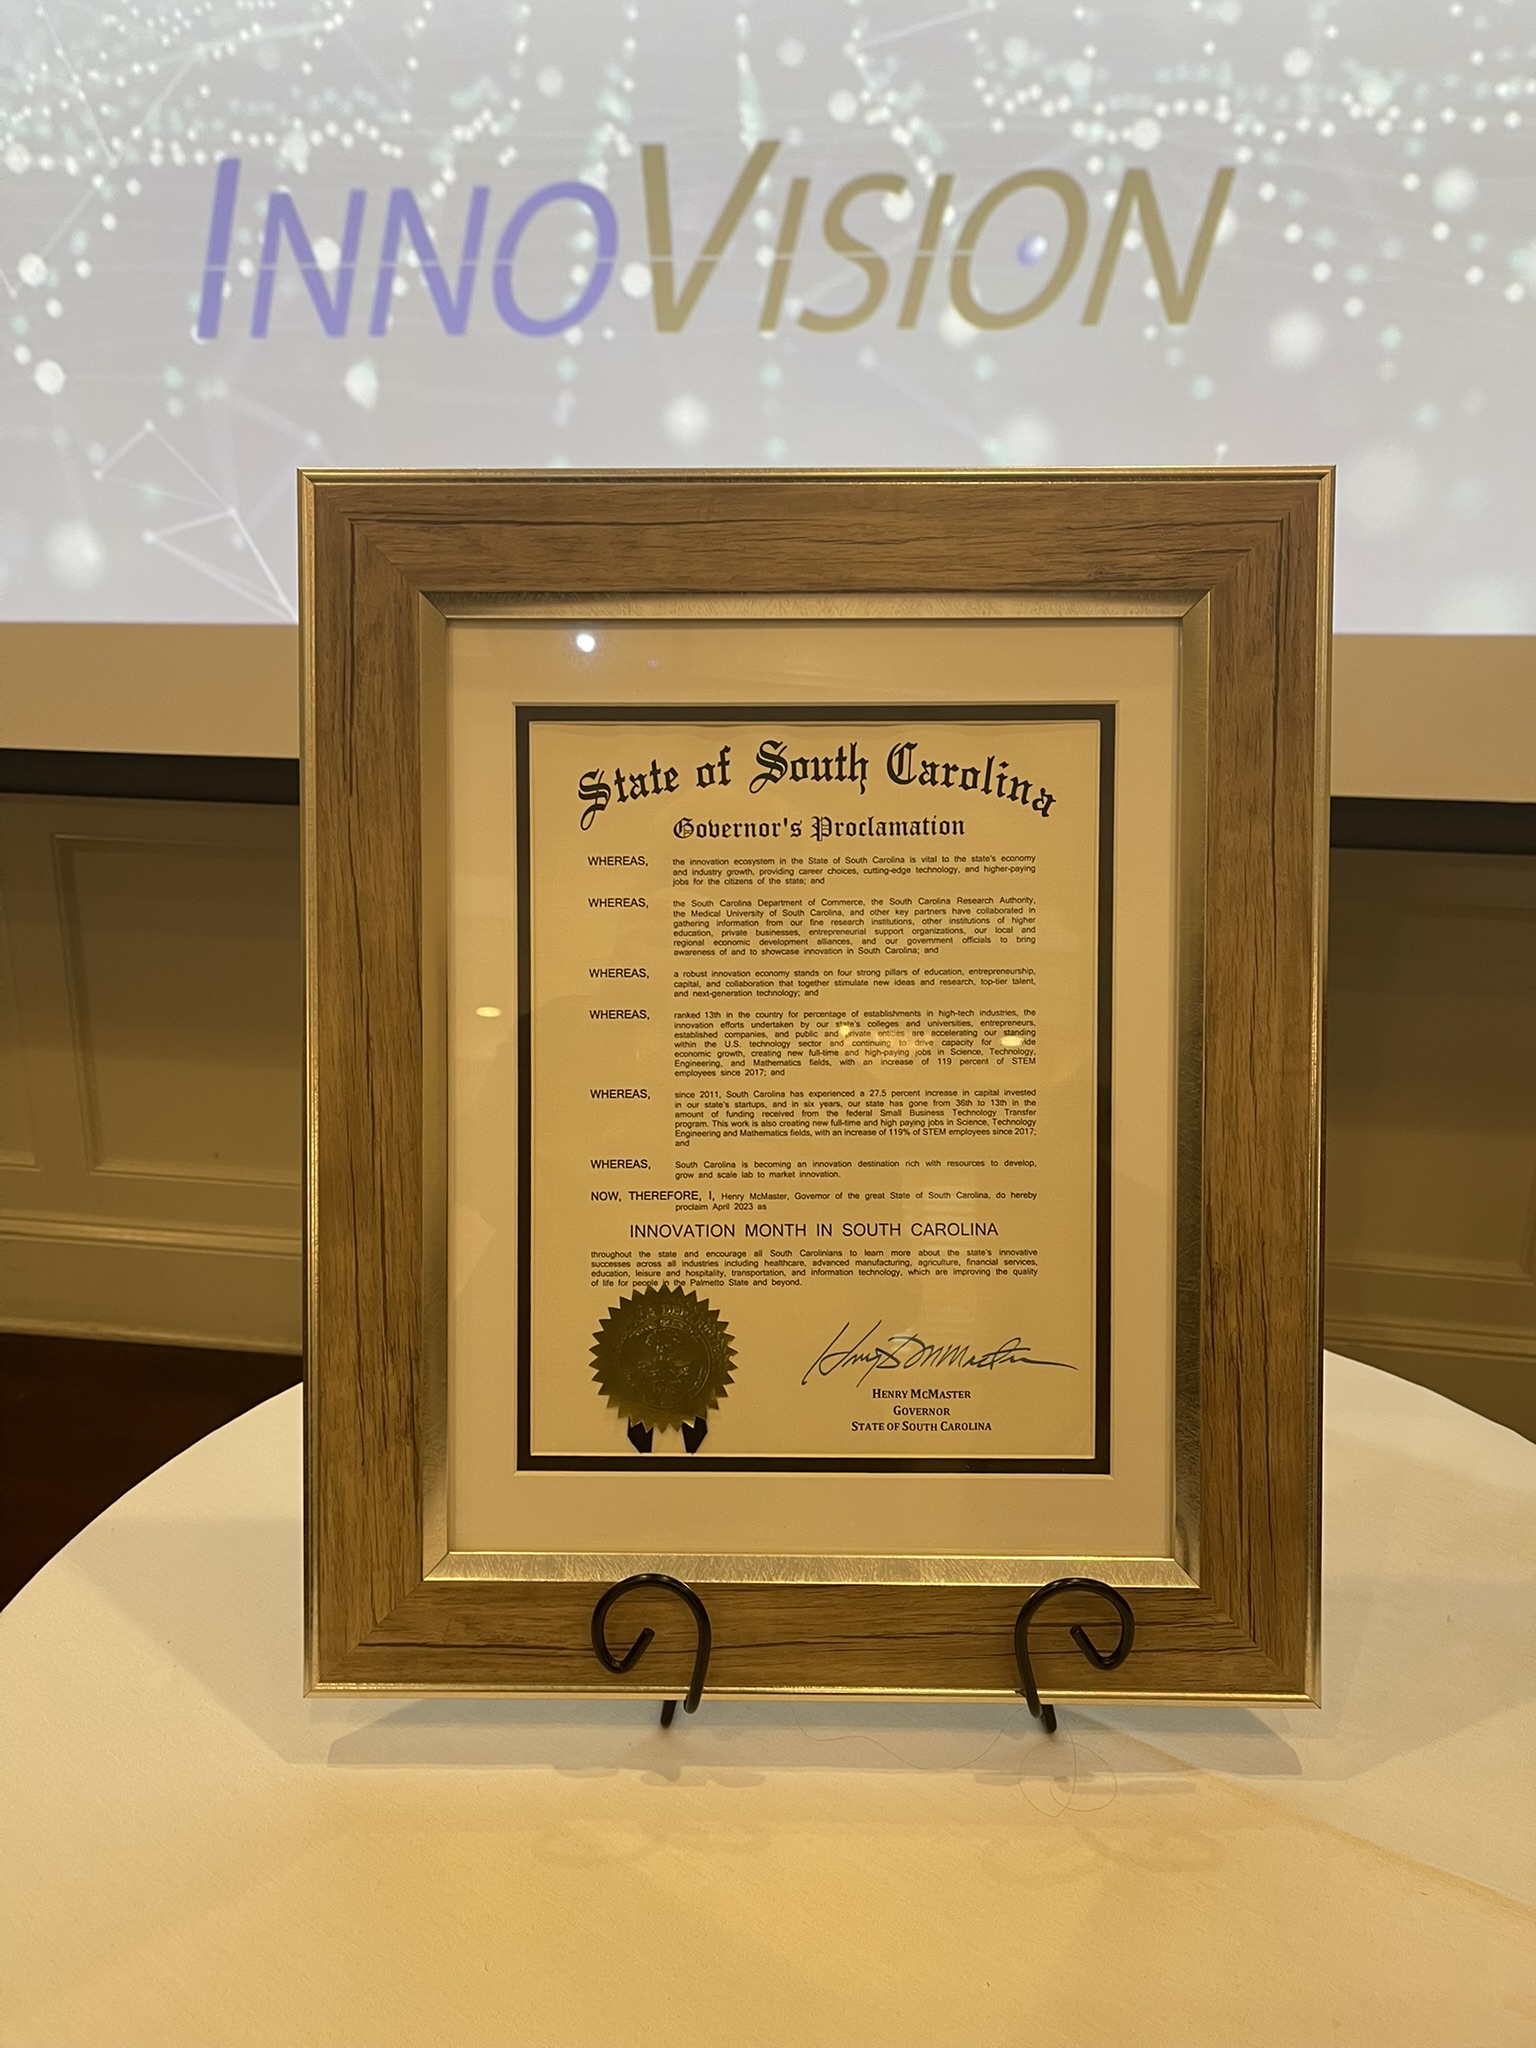 INNOVISION
State of South Carolina
Governor's Proclamation
WHEREAS, the innovation ecosystem in the State of South Carolina is vital to the state's economy
and industry growth, providing career choices, cutting-edge technology, and higher-paying
jobs for the citizens of the state; and
WHEREAS, the South Carolina Department of Commerce, the South Carolina Research Authority,
the Medical University of South Carolina, and other key partners have collaborated in
gathering information from our fine research institutions, other institutions of higher
education, private businesses, entrepreneurial support organizations, our local and
regional economic development alliances, and our government officials to bring
awareness of and to showcase innovation in South Carolina; and
WHEREAS, a robust innovation economy stands on four strong pillars of education, entrepreneurship,
capital, and collaboration that together stimulate new ideas and research, top-tier talent,
and next-generation technology; and
WHEREAS, ranked 13th in the country for percentage of establishments in high-tech industries, the
innovation efforts undertaken by our state's colleges and universities, entrepreneurs,
established companies, and public and private entities are accelerating our standing
within the U.S. technology sector and continuing to drive capacity for
economic growth, creating new full-time and high-paying jobs in Science, Technology,
Engineering, and Mathematics fields, with an increase of 119 percent of STEM
employees since 2017; and
WHEREAS, since 2011, South Carolina has experienced a 27.5 percent increase in capital invested
in our state's startups, and in six years, our state has gone from 36th to 13th in the
amount of funding received from the federal Small Business Technology Transfer
program. This work is also creating new full-time and high paying jobs in Science, Technology
Engineering and Mathematics fields, with an increase of 119% of STEM employees since 2017;
and
WHEREAS, South Carolina is becoming an innovation destination rich with resources to develop,
grow and scale lab to market innovation.
NOW, THEREFORE, I, Henry McMaster, Governor of the great State of South Carolina, do hereby
proclaim April 2023 as
INNOVATION MONTH IN SOUTH CAROLINA
throughout the state and encourage all South Carolinians to learn more about the state's innovative
successes across all industries including healthcare, advanced manufacturing, agriculture, financial services,
education, leisure and hospitality, transportation, and information technology, which are improving the quality
of life for people in the Palmetto State and beyond.
Henry McMaster
HENRY MCMASTER
GOVERNOR
STATE OF SOUTH CAROLINA